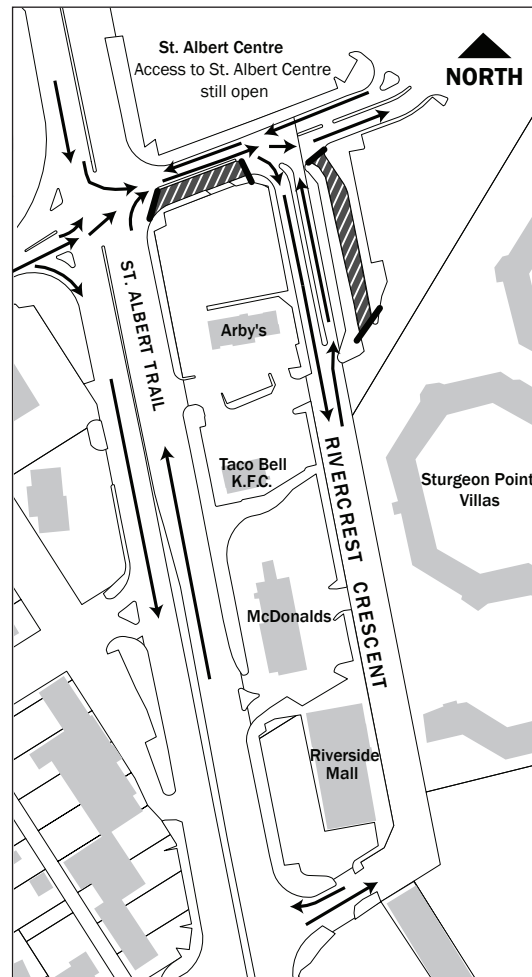 St. Albert Centre
Access to St. Albert Centre
still open
NORTH
ST. ALBERT TRAIL
Arby's
Taco Bell
K.F.C.
RIVERCREST CRESCENT
Sturgeon Point
Villas
McDonalds
Riverside
Mall